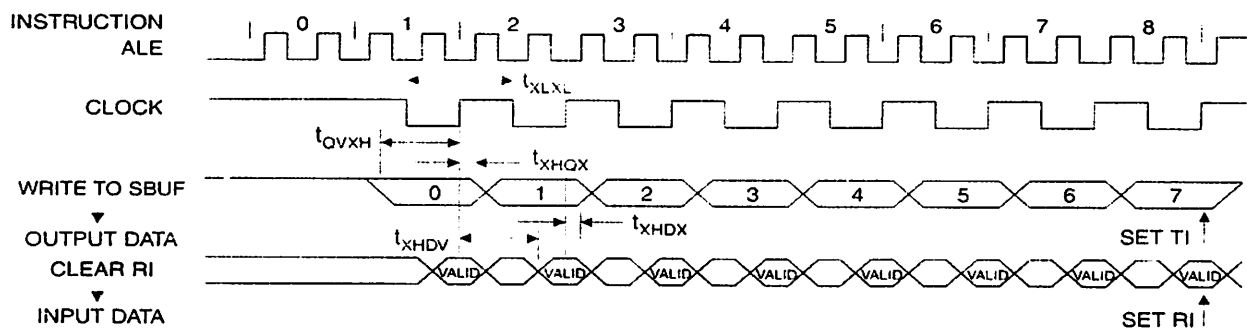 INSTRUCTION
0 1 2 3 4 5 6 7 8
ALE
tXLXL
CLOCK
tQVXH
tXHQX
WRITE TO SBUF
0 1 2 3 4 5 6 7
OUTPUT DATA
tXHDX
SET TI
tXHDV
CLEAR RI
VALID VALID VALID VALID VALID VALID VALID VALID
INPUT DATA
SET RI